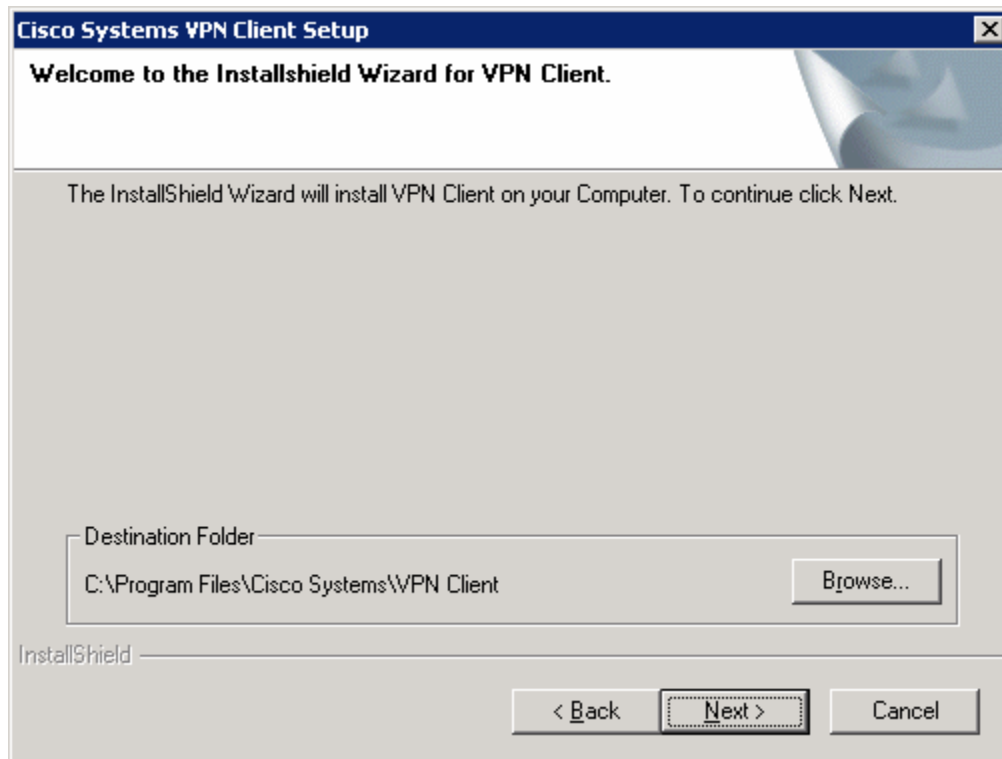 Cisco Systems VPN Client Setup
Welcome to the Installshield Wizard for VPN Client.
The InstallShield Wizard will install VPN Client on your Computer. To continue click Next.
Destination Folder
C:\Program Files\Cisco Systems\VPN Client
Browse...
InstallShield
< Back
Next >
Cancel